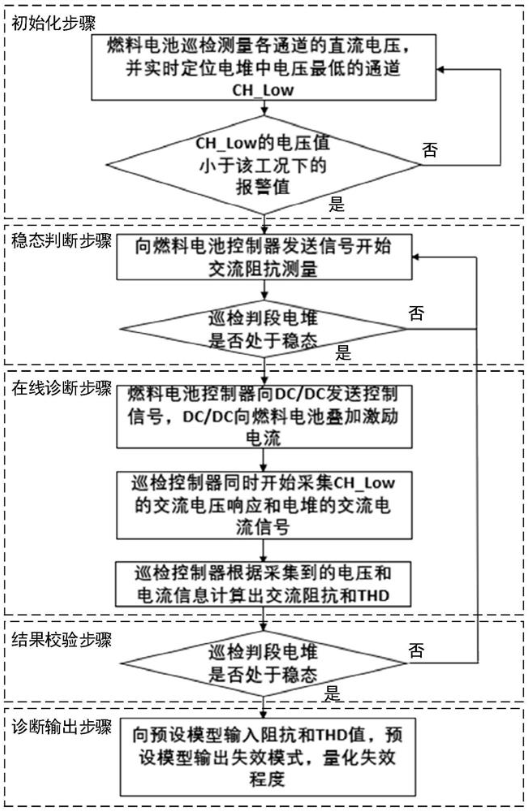 初始化步骤
燃料电池巡检测量各通道的直流电压，
并实时定位电堆中电压最低的通道
CH_Low
CH_Low的电压值
小于该工况下的
报警值
否
是
稳态判断步骤
向燃料电池控制器发送信号开始
交流阻抗测量
巡检判段电堆
是否处于稳态
否
是
在线诊断步骤
燃料电池控制器向DC/DC发送控制
信号，DC/DC向燃料电池叠加激励
电流
巡检控制器同时开始采集CH_Low
的交流电压响应和电堆的交流电
流信号
巡检控制器根据采集到的电压和
电流信息计算出交流阻抗和THD
结果校验步骤
巡检判段电堆
是否处于稳态
否
是
诊断输出步骤
向预设模型输入阻抗和THD值，预
设模型输出失效模式，量化失效
程度